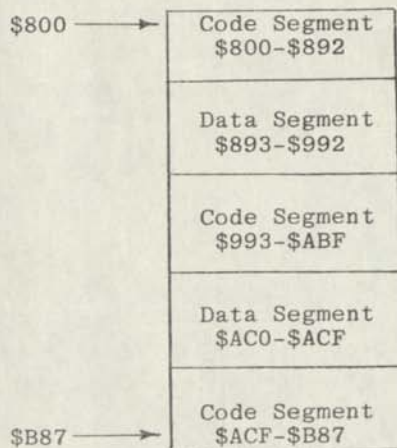 $800
Code Segment
$800-$892
Data Segment
$893-$992
Code Segment
$993-$ABF
Data Segment
$AC0-$ACF
Code Segment
$ACF-$B87
$B87